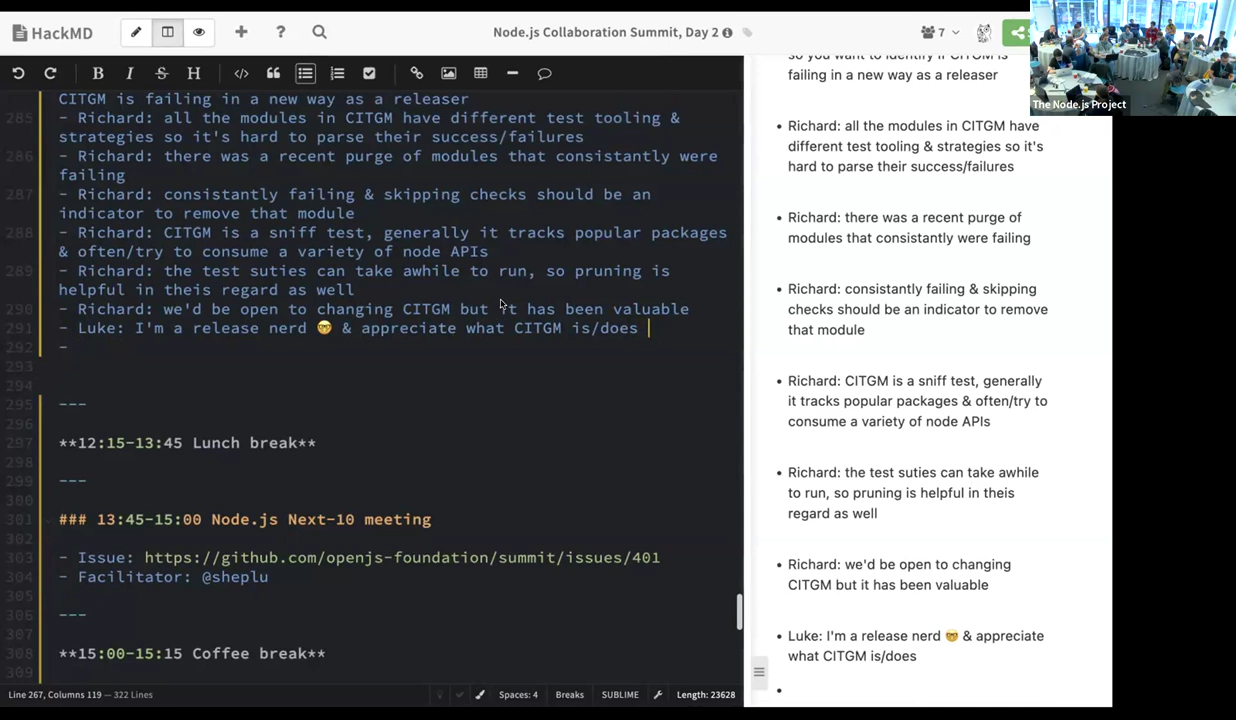 HackMD
Node.js Collaboration Summit, Day 2
7
The Node.js Project
CITGM is failing in a new way as a releaser
285 - Richard: all the modules in CITGM have different test tooling &
strategies so it's hard to parse their success/failures
286 - Richard: there was a recent purge of modules that consistantly were
failing
287 - Richard: consistantly failing & skipping checks should be an
indicator to remove that module
288 - Richard: CITGM is a sniff test, generally it tracks popular packages
& often/try to consume a variety of node APIs
289 - Richard: the test suties can take awhile to run, so pruning is
helpful in theis regard as well
290 - Richard: we'd be open to changing CITGM but it has been valuable
291 - Luke: I'm a release nerd 🤓 & appreciate what CITGM is/does
292 -
293
294
295 ---
296
297 **12:15-13:45 Lunch break**
298
299 ---
300
301 ### 13:45-15:00 Node.js Next-10 meeting
302
303 - Issue: https://github.com/openjs-foundation/summit/issues/401
304 - Facilitator: @sheplu
305
306 ---
307
308 **15:00-15:15 Coffee break**
309
Line 267, Columns 119 — 322 Lines
Spaces: 4
Breaks
SUBLIME
Length: 23628
so you want to identify if CITGM is
failing in a new way as a releaser
• Richard: all the modules in CITGM have
different test tooling & strategies so it's
hard to parse their success/failures
• Richard: there was a recent purge of
modules that consistantly were failing
• Richard: consistantly failing & skipping
checks should be an indicator to remove
that module
• Richard: CITGM is a sniff test, generally
it tracks popular packages & often/try to
consume a variety of node APIs
• Richard: the test suties can take awhile
to run, so pruning is helpful in theis
regard as well
• Richard: we'd be open to changing
CITGM but it has been valuable
• Luke: I'm a release nerd 🤓 & appreciate
what CITGM is/does
•